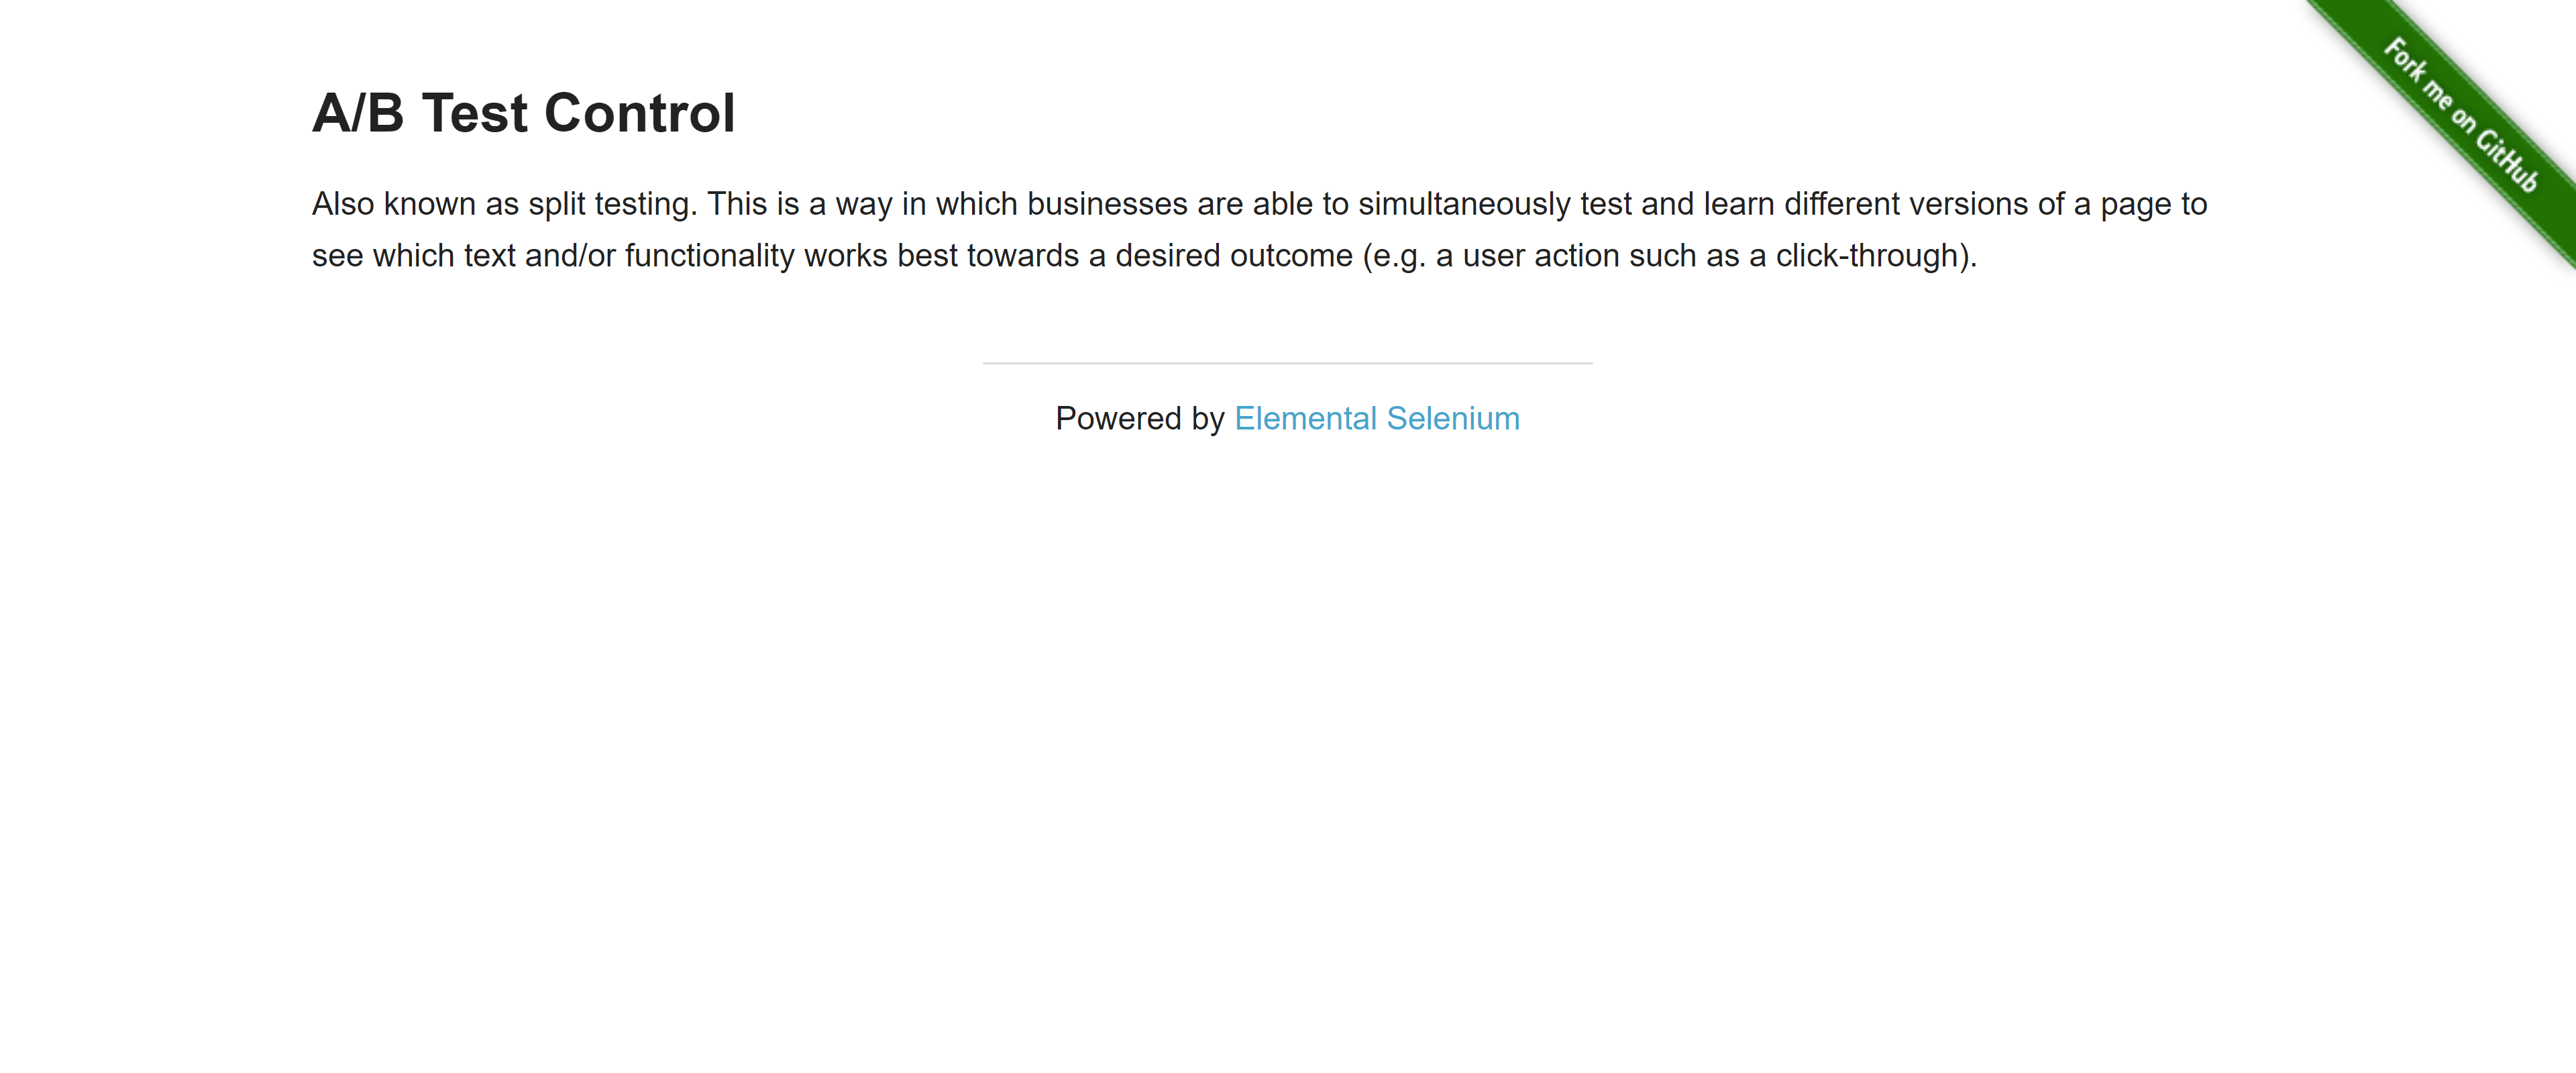 Fork me on GitHub
A/B Test Control
Also known as split testing. This is a way in which businesses are able to simultaneously test and learn different versions of a page to
see which text and/or functionality works best towards a desired outcome (e.g. a user action such as a click-through).
Powered by Elemental Selenium